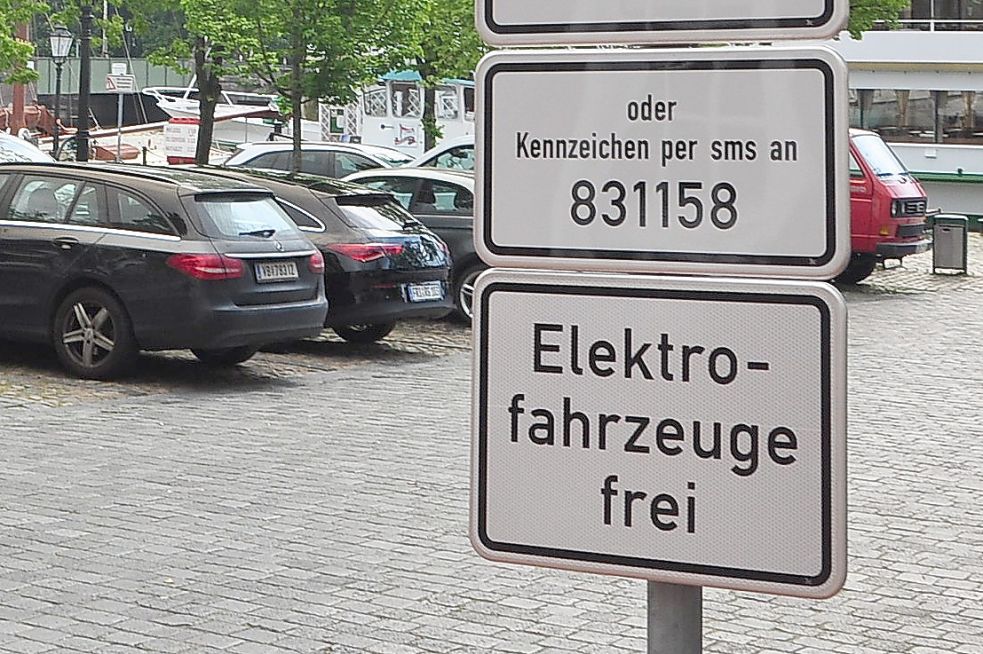 oder
Kennzeichen per sms an
831158
Elektro-
fahrzeuge
frei